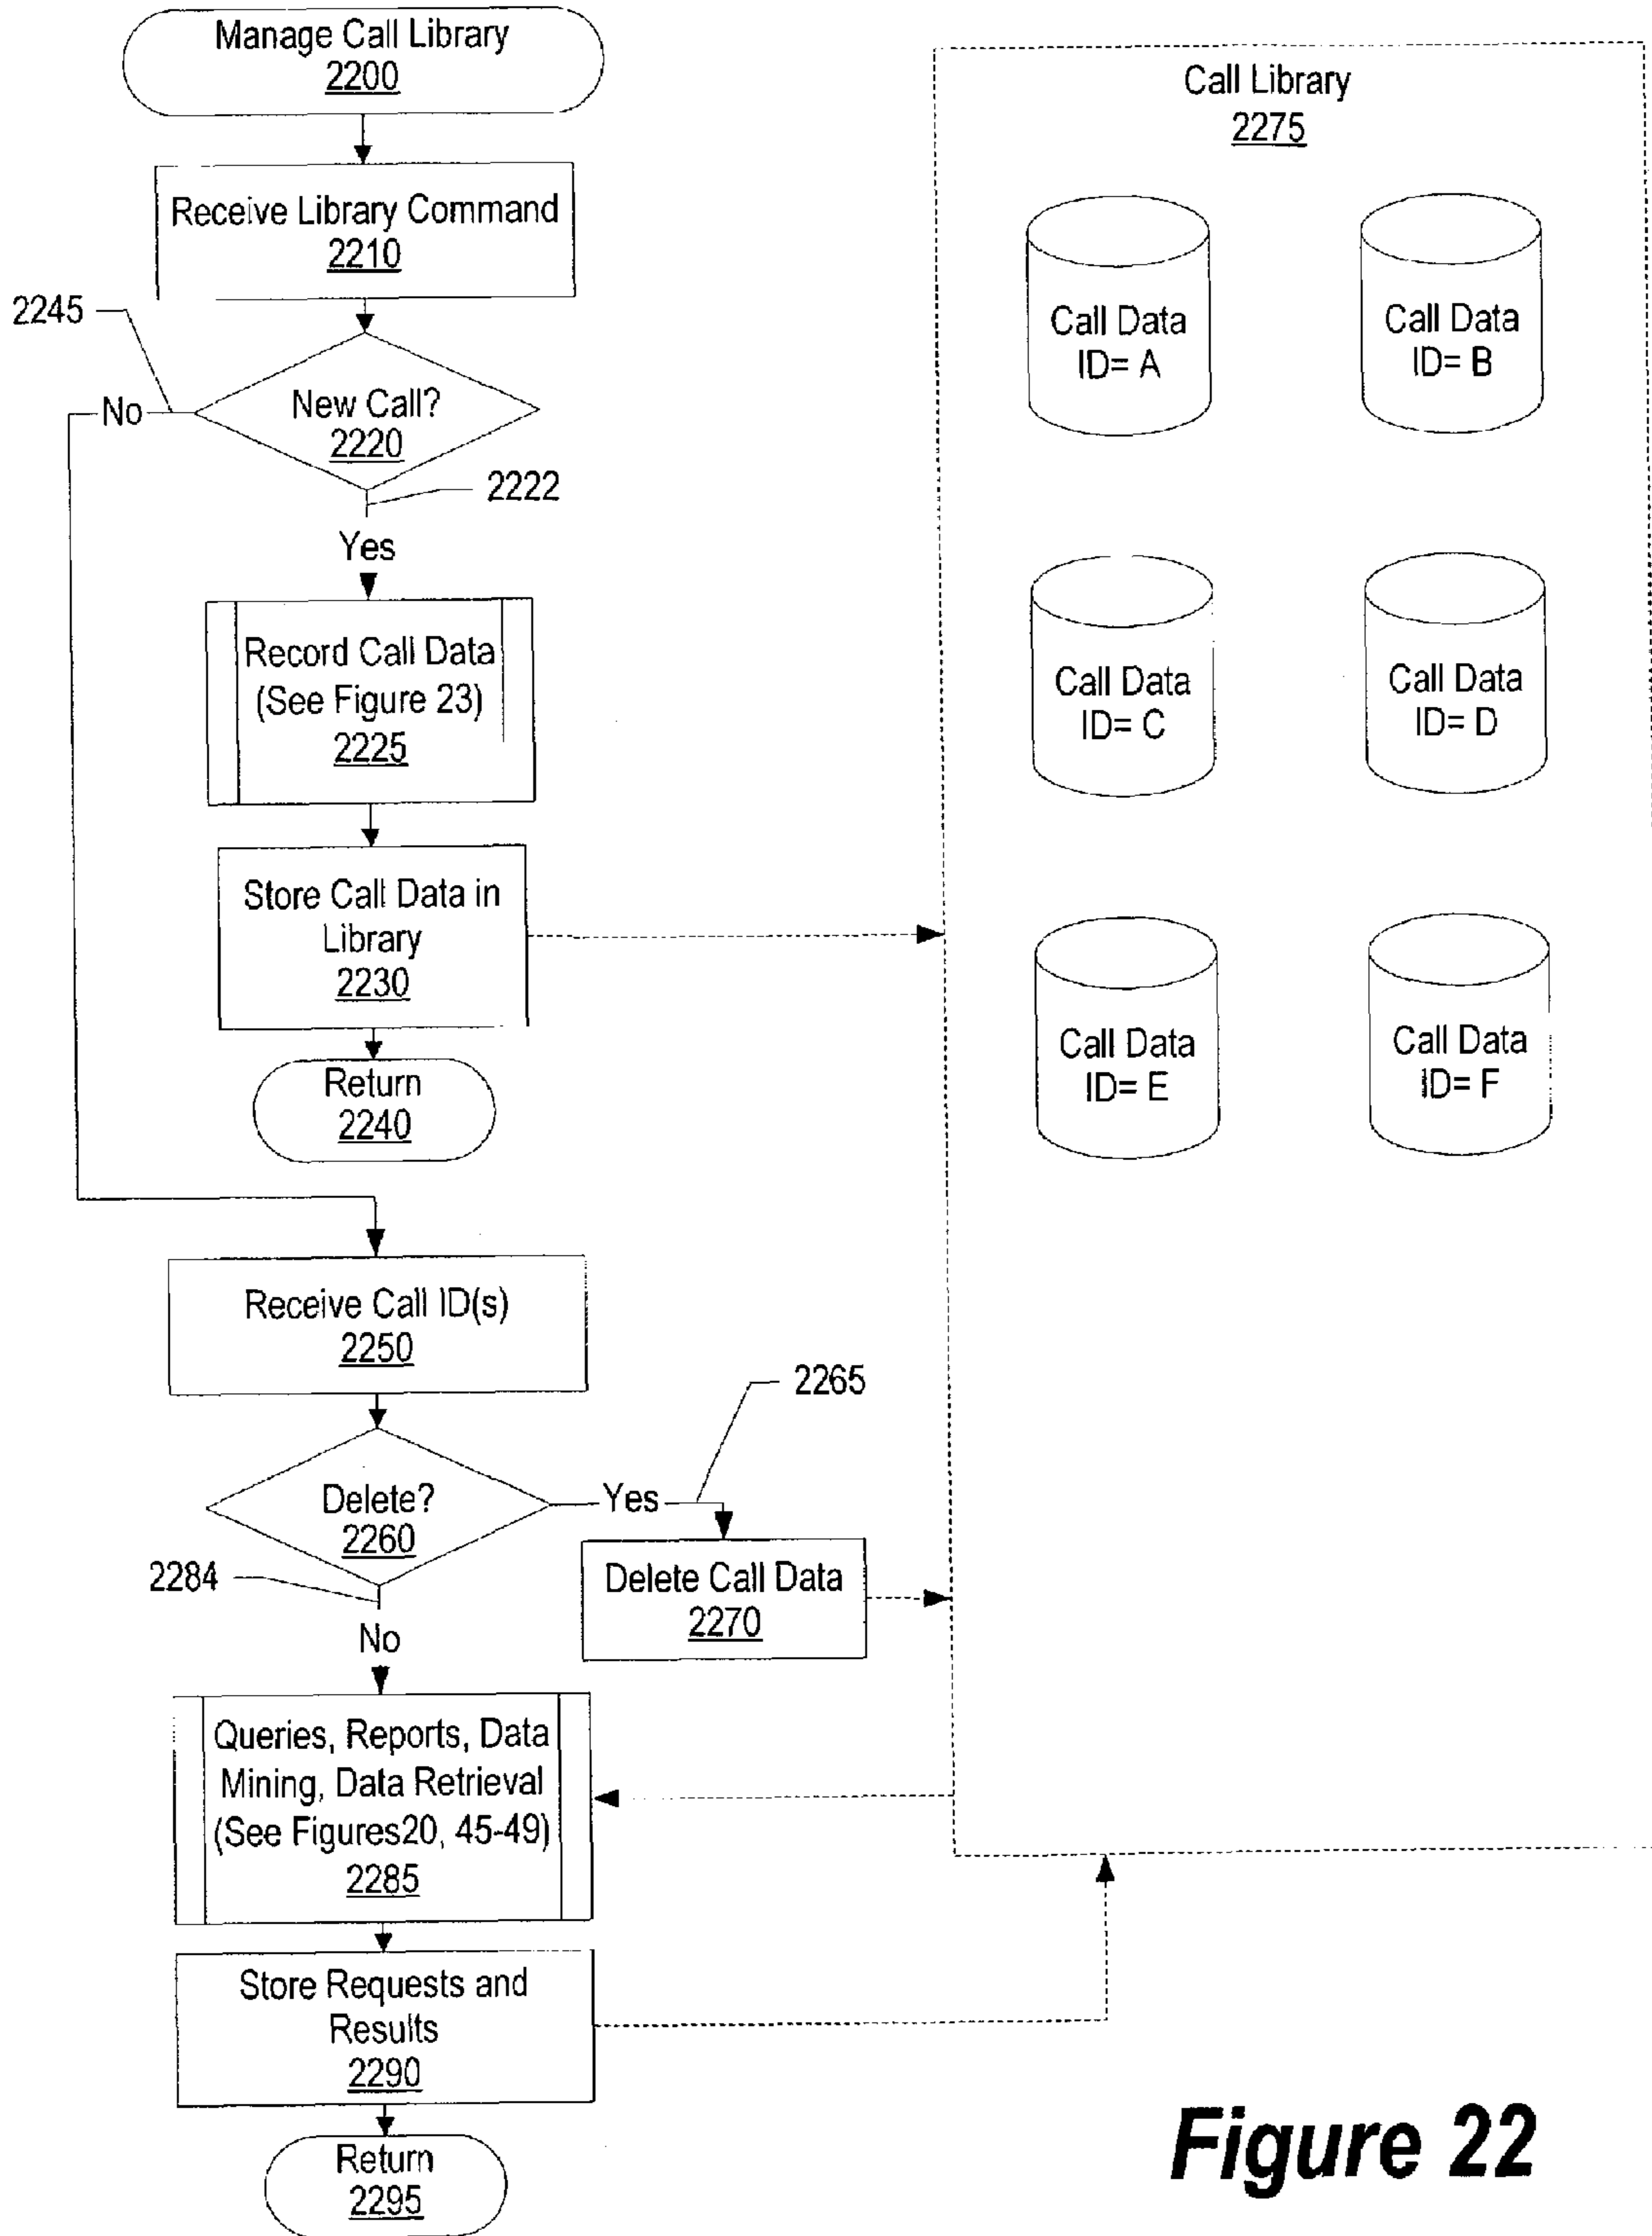 Manage Call Library
2200
Receive Library Command
2210
2245
No
New Call?
2220
2222
Yes
Record Call Data
(See Figure 23)
2225
Store Call Data in
Library
2230
Return
2240
Receive Call ID(s)
2250
2265
Delete?
2260
Yes
2284
No
Delete Call Data
2270
Queries, Reports, Data
Mining, Data Retrieval
(See Figures20, 45-49)
2285
Store Requests and
Results
2290
Return
2295
Call Library
2275
Call Data
ID= A
Call Data
ID= B
Call Data
ID= C
Call Data
ID= D
Call Data
ID= E
Call Data
ID= F
Figure 22